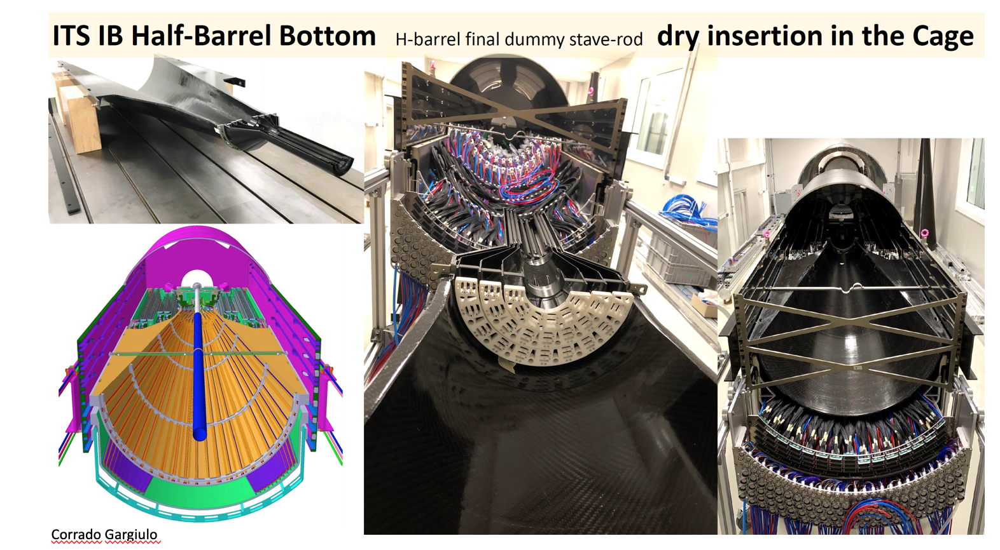 ITS IB Half-Barrel Bottom H-barrel final dummy stave-rod dry insertion in the Cage
Corrado Gargiulo